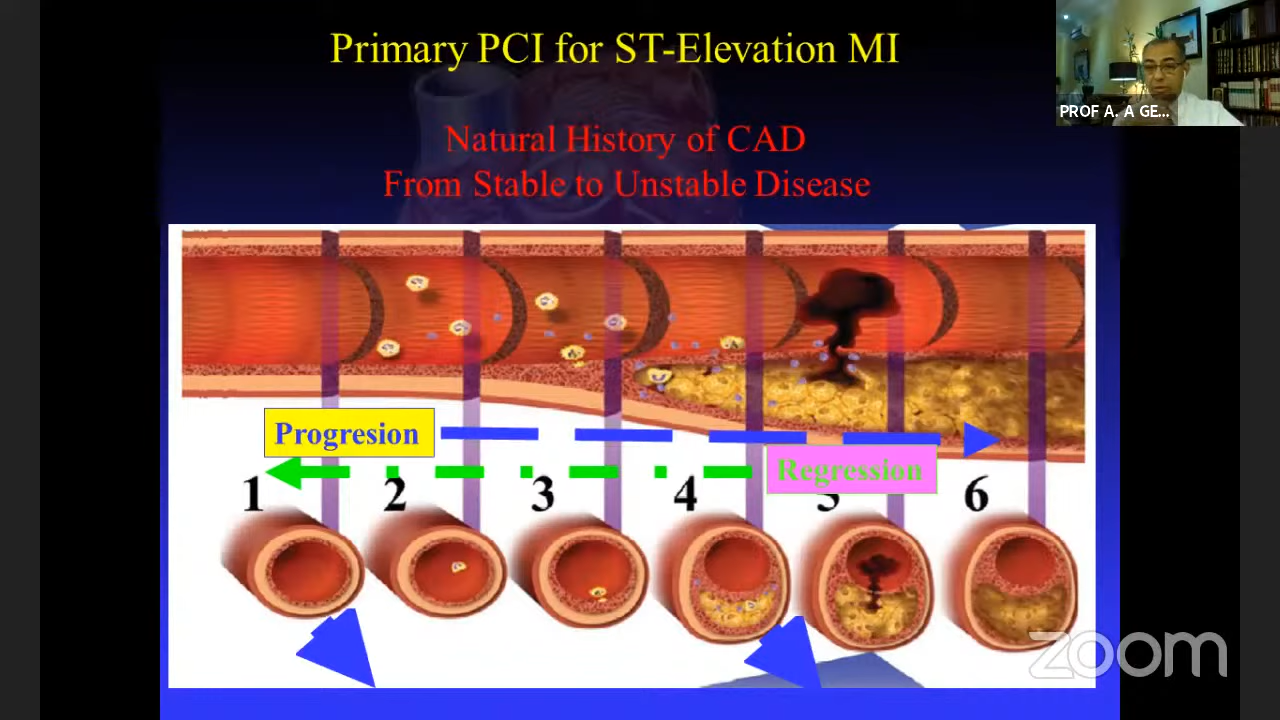 Primary PCI for ST-Elevation MI
PROF A. A GE...
Natural History of CAD
From Stable to Unstable Disease
Progresion
Regression
1 2 3 4 5 6
zoom